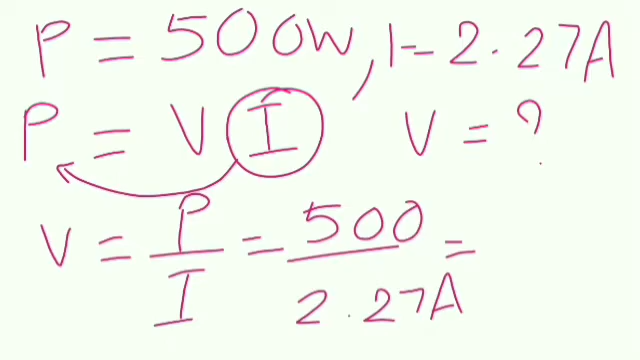 P = 500W, I = 2.27A
P = V I V = ?
V = P/I = 500/2.27A =